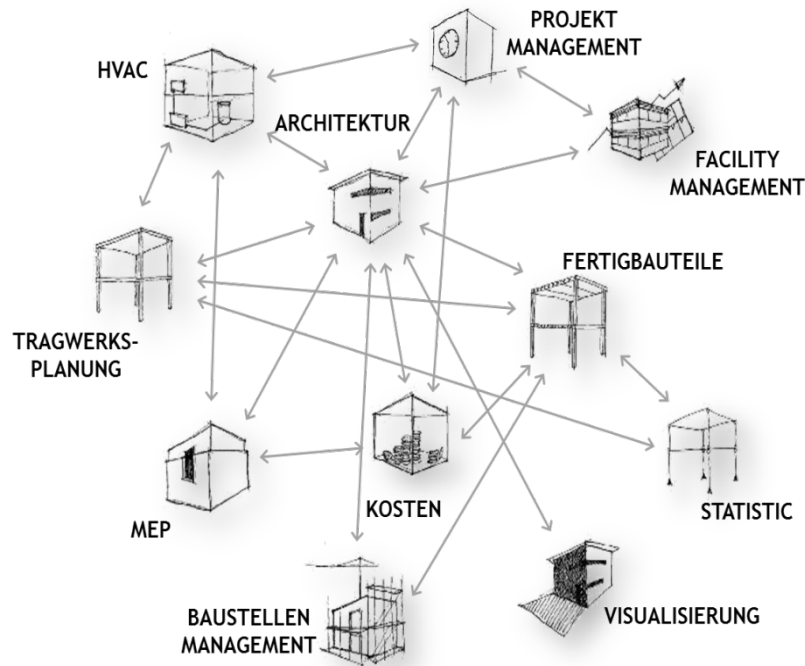 PROJEKT
MANAGEMENT
HVAC
ARCHITEKTUR
FACILITY
MANAGEMENT
FERTIGBAUTEILE
TRAGWERKS-
PLANUNG
KOSTEN
STATISTIC
MEP
BAUSTELLEN
MANAGEMENT
VISUALISIERUNG